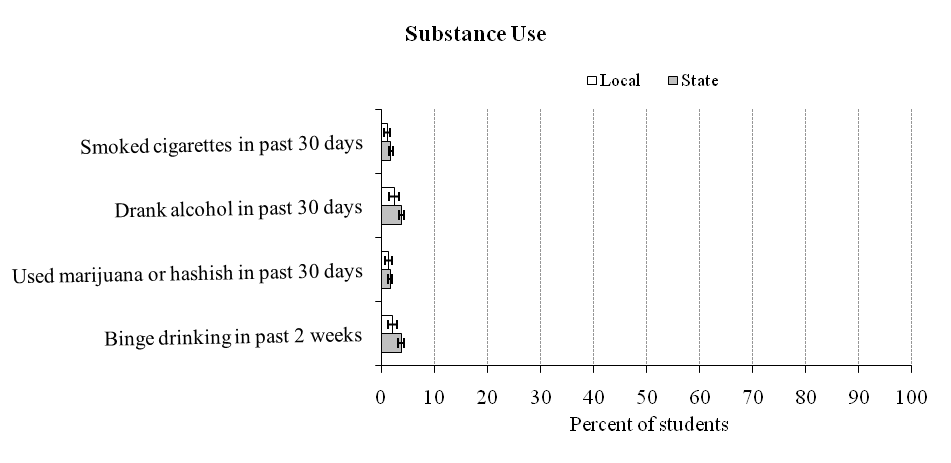 Substance Use
Local State
Smoked cigarettes in past 30 days
Drank alcohol in past 30 days
Used marijuana or hashish in past 30 days
Binge drinking in past 2 weeks
0 10 20 30 40 50 60 70 80 90 100
Percent of students